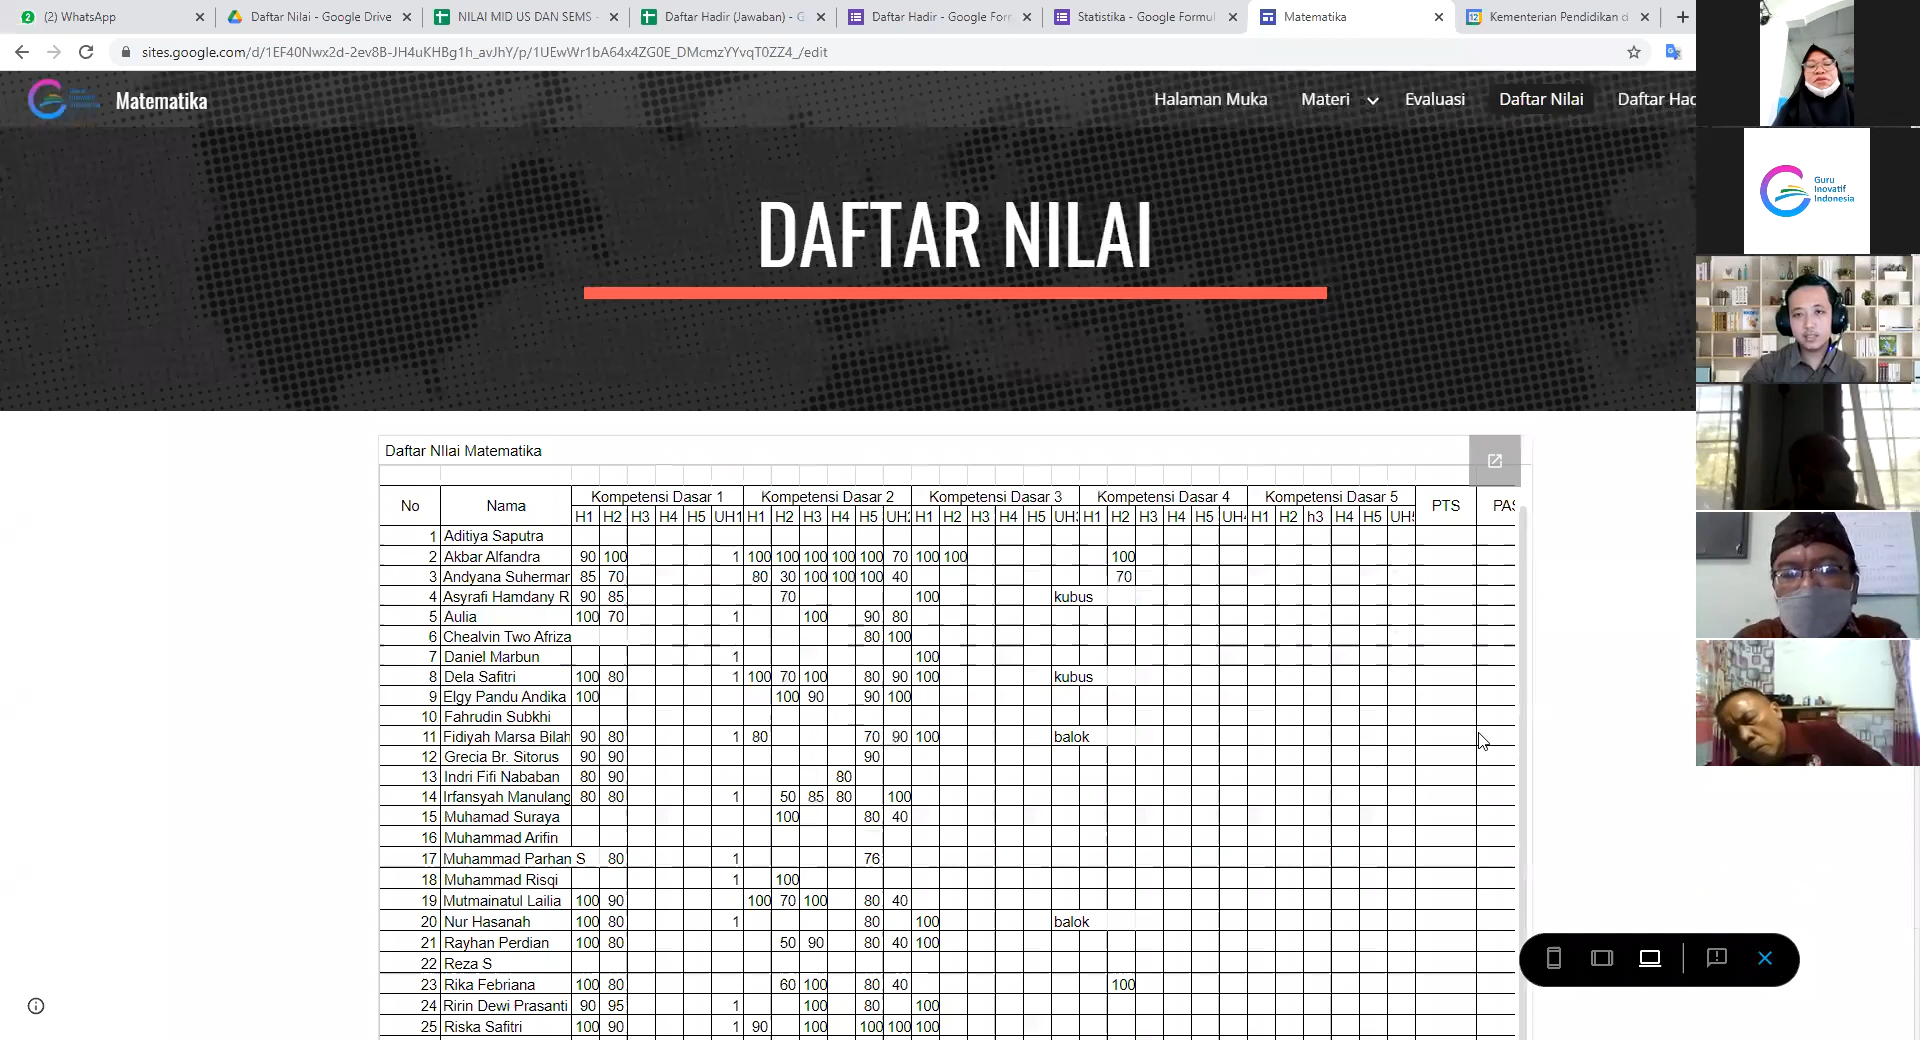 (2) WhatsApp
Daftar Nilai - Google Drive
NILAI MID US DAN SEMS -
Daftar Hadir (Jawaban) - G
Daftar Hadir - Google Forr
Statistika - Google Formul
Matematika
Kementerian Pendidikan d
sites.google.com/d/1EF40Nwx2d-2ev8B-JH4uKHBg1h_avJhY/p/1UEwWr1bA64x4ZG0E_DMcmzYYvqT0ZZ4_/edit
Matematika
Halaman Muka Materi Evaluasi Daftar Nilai Daftar Had
Guru
Inovatif
Indonesia
DAFTAR NILAI
Daftar NIlai Matematika
No Nama Kompetensi Dasar 1 Kompetensi Dasar 2 Kompetensi Dasar 3 Kompetensi Dasar 4 Kompetensi Dasar 5 PTS PAS
H1 H2 H3 H4 H5 UH1 H1 H2 H3 H4 H5 UH2 H1 H2 H3 H4 H5 UH3 H1 H2 H3 H4 H5 UH4 H1 H2 h3 H4 H5 UH5
1 Aditiya Saputra
2 Akbar Alfandra 90 100 1 100 100 100 100 100 70 100 100 100
3 Andyana Suherman 85 70 80 30 100 100 100 40 70
4 Asyrafi Hamdany R 90 85 70 100 kubus
5 Aulia 100 70 1 100 90 80
6 Chealvin Two Afriza 80 100
7 Daniel Marbun 1 100
8 Dela Safitri 100 80 1 100 70 100 80 90 100 kubus
9 Elgy Pandu Andika 100 100 90 90 100
10 Fahrudin Subkhi
11 Fidiyah Marsa Bilah 90 80 1 80 70 90 100 balok
12 Grecia Br. Sitorus 90 90 90
13 Indri Fifi Nababan 80 90 80
14 Irfansyah Manulang 80 80 1 50 85 80 100
15 Muhamad Suraya 100 80 40
16 Muhammad Arifin
17 Muhammad Parhan S 80 1 76
18 Muhammad Risqi 1 100
19 Mutmainatul Lailia 100 90 100 70 100 80 40
20 Nur Hasanah 100 80 1 80 100 balok
21 Rayhan Perdian 100 80 50 90 80 40 100
22 Reza S
23 Rika Febriana 100 80 60 100 80 40 100
24 Ririn Dewi Prasanti 90 95 1 100 80 100
25 Riska Safitri 100 90 1 90 100 100 100 100